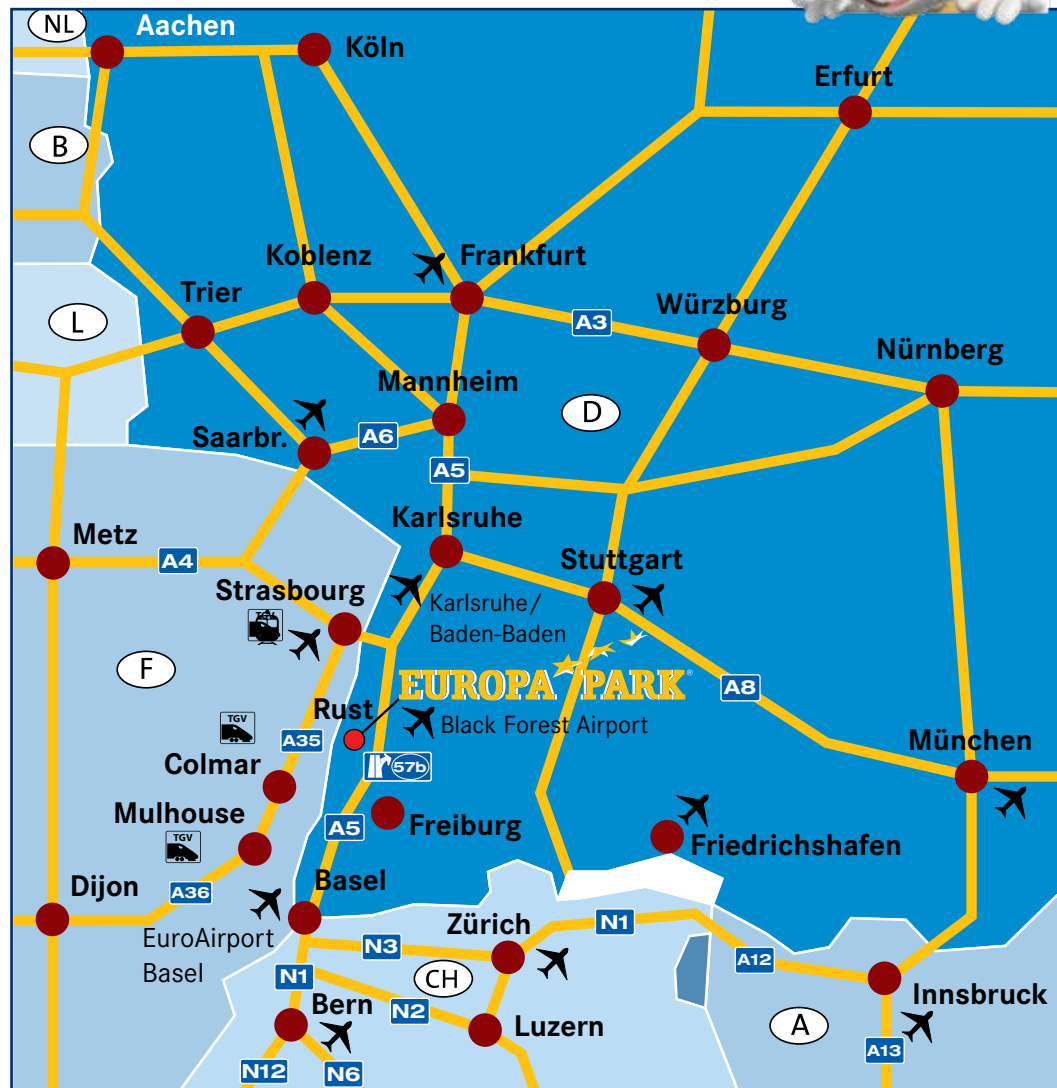 NL
Aachen
Köln
Erfurt
B
Koblenz
Frankfurt
Trier
Würzburg
L
A3
Nürnberg
Mannheim
D
Saarbr.
A6
A5
Karlsruhe
Metz
A4
Stuttgart
Strasbourg
TGV
Karlsruhe/
Baden-Baden
F
EUROPA PARK®
A8
Rust
Black Forest Airport
TGV
A35
München
Colmar
57b
Mulhouse
A5
Freiburg
TGV
Friedrichshafen
Dijon
A36
Basel
EuroAirport
Basel
Zürich
N1
N3
A12
N1
CH
Bern
N2
Luzern
A
Innsbruck
N12
N6
A13